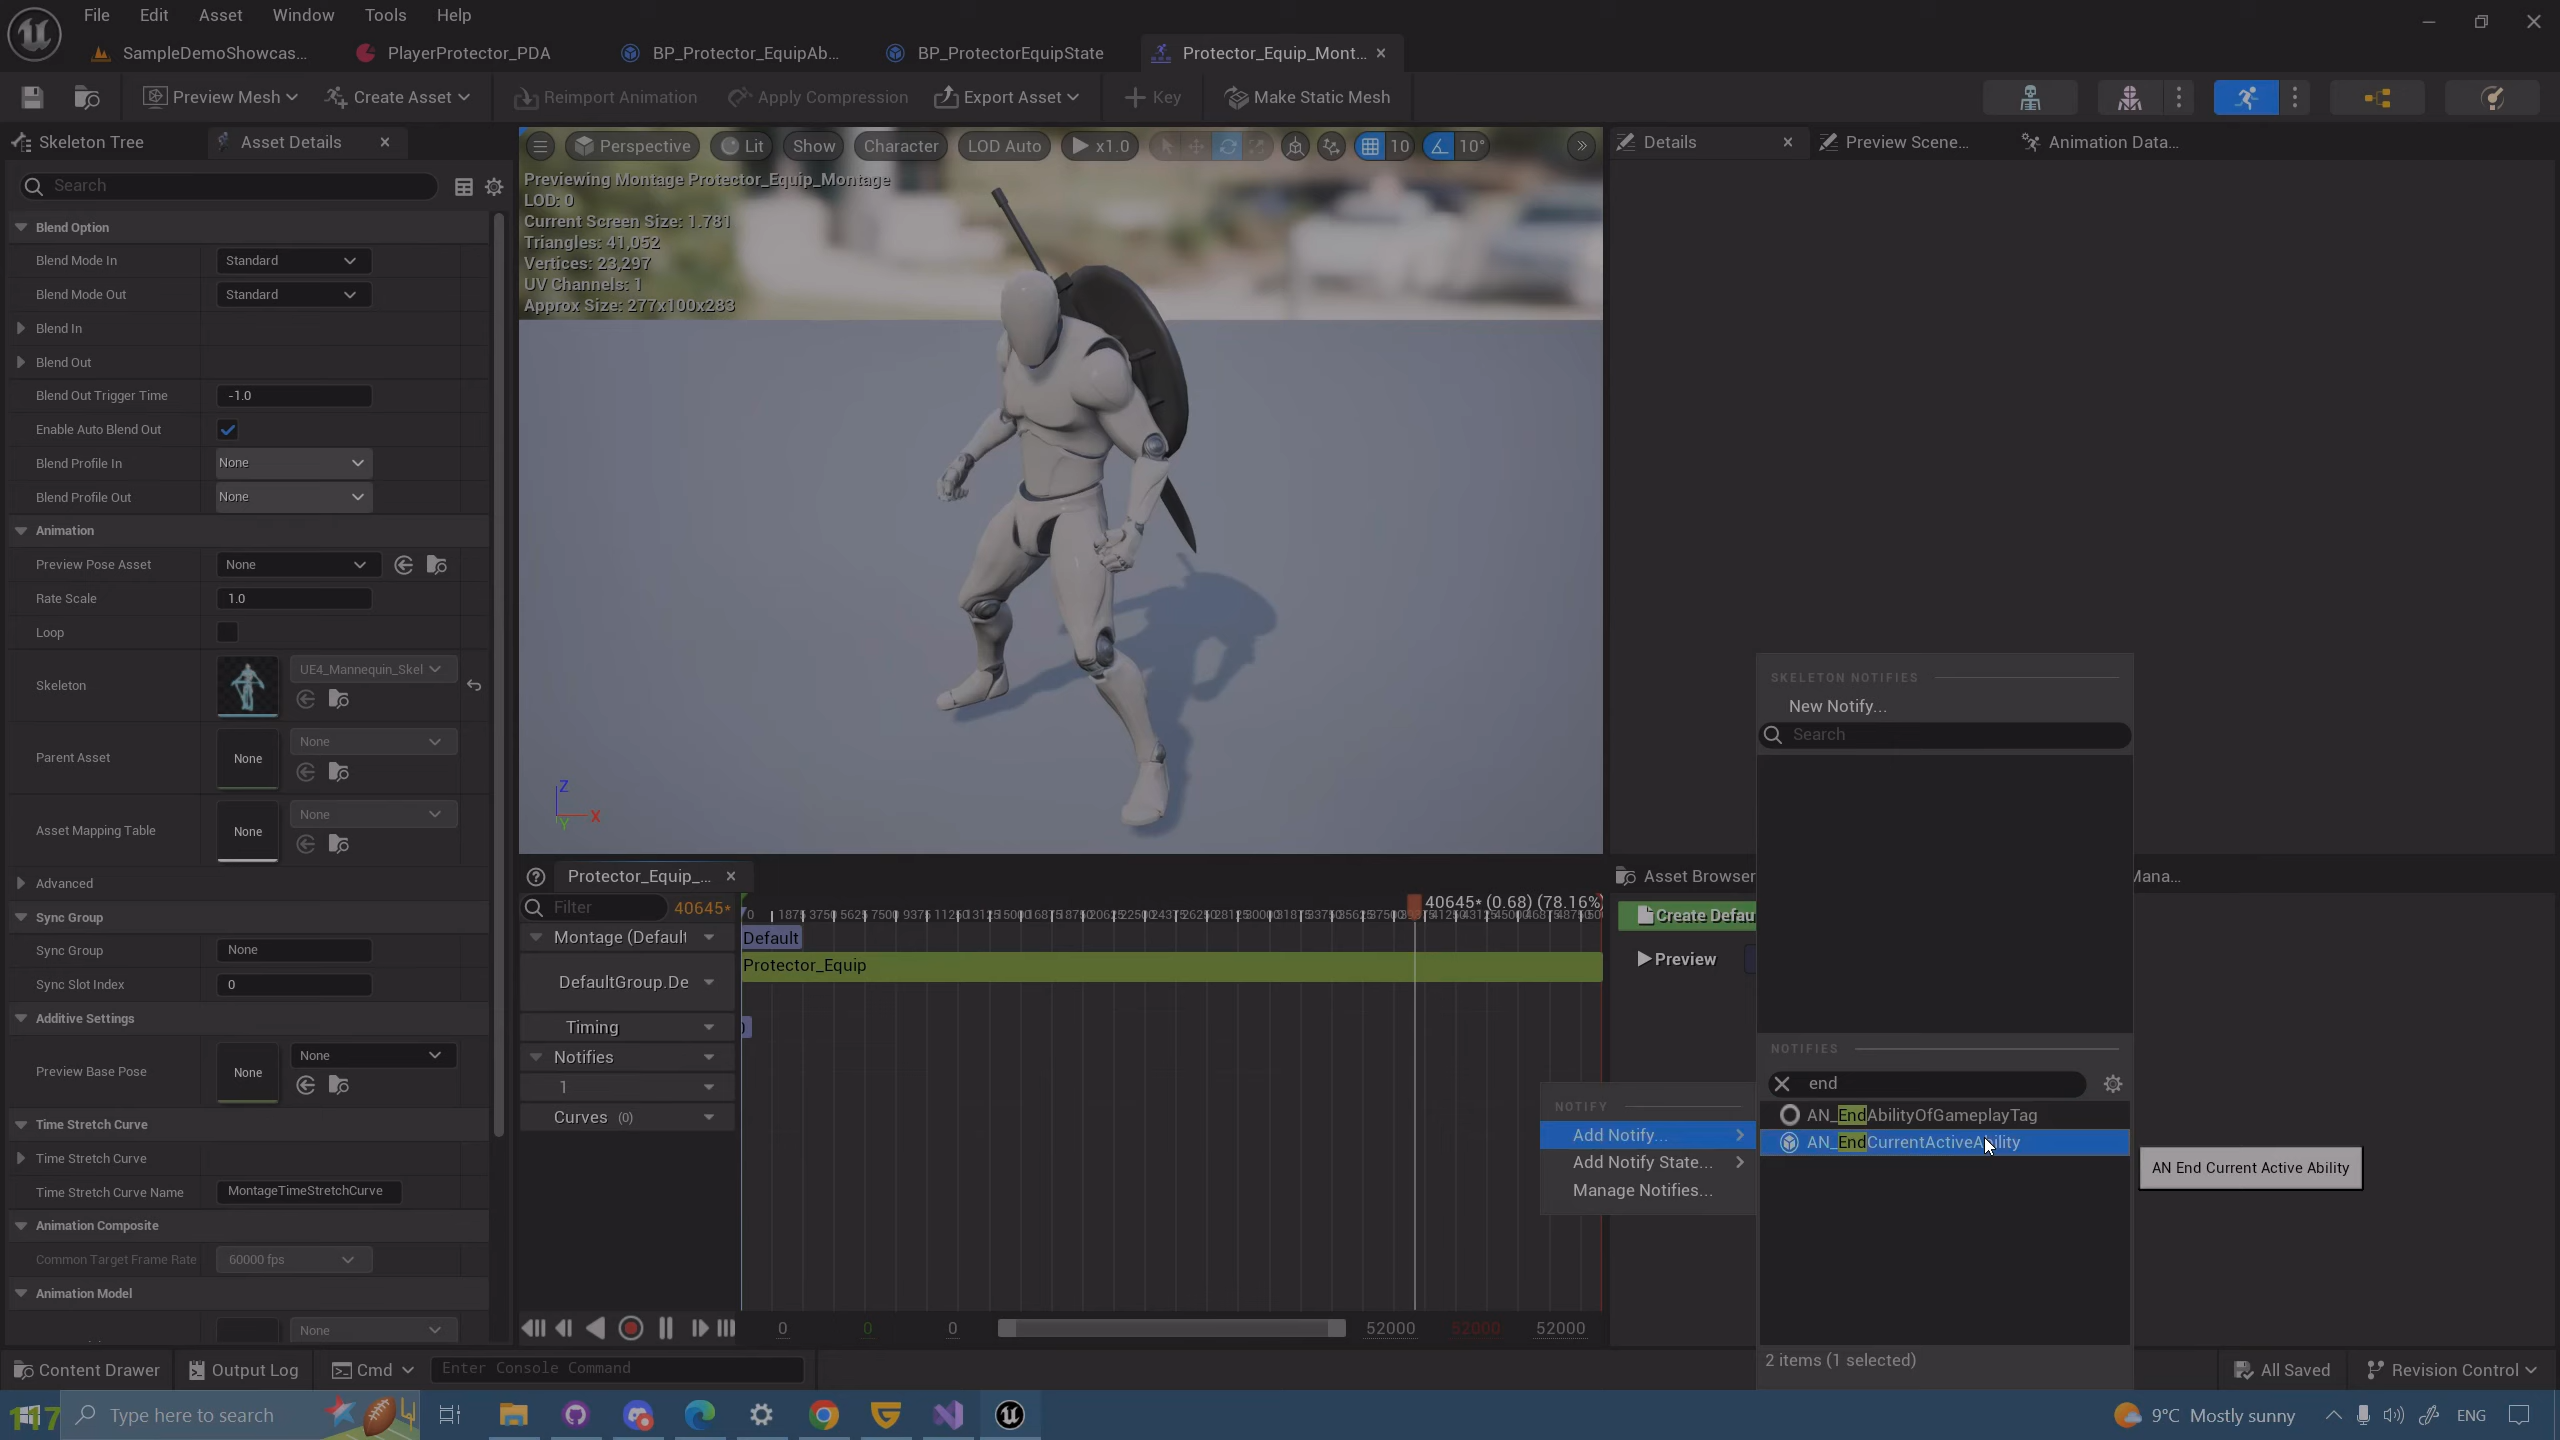 File Edit Asset Window Tools Help
SampleDemoShowcas... PlayerProtector_PDA BP_Protector_EquipAb... BP_ProtectorEquipState Protector_Equip_Mont...
Preview Mesh Create Asset Reimport Animation Apply Compression Export Asset Key Make Static Mesh
Skeleton Tree Asset Details
Search
Blend Option
Blend Mode In Standard
Blend Mode Out Standard
Blend In
Blend Out
Blend Out Trigger Time -1.0
Enable Auto Blend Out
Blend Profile In None
Blend Profile Out None
Animation
Preview Pose Asset None
Rate Scale 1.0
Loop
Skeleton UE4_Mannequin_Skel
Parent Asset None None
Asset Mapping Table None None
Advanced
Sync Group
Sync Group None
Sync Slot Index 0
Additive Settings
Preview Base Pose None None
Time Stretch Curve
Time Stretch Curve
Time Stretch Curve Name MontageTimeStretchCurve
Animation Composite
Common Target Frame Rate 60000 fps
Animation Model
None
Perspective Lit Show Character LOD Auto x1.0 10 10°
Previewing Montage Protector_Equip_Montage
LOD: 0
Current Screen Size: 1.781
Triangles: 41,052
Vertices: 23,297
UV Channels: 1
Approx Size: 277x100x283
Z
X
Y
Protector_Equip_...
Filter 40645*
40645* (0.68) (78.16%)
0 1875 3750 5625 7500 9375
Montage (Default Default
Protector_Equip
DefaultGroup.De
Timing
Notifies
1
Curves (0)
0 0 0 52000 52000 52000
Details Preview Scene... Animation Data...
Asset Browser Mana...
Create Defau
Preview
NOTIFY
Add Notify...
Add Notify State...
Manage Notifies...
SKELETON NOTIFIES
New Notify...
Search
NOTIFIES
end
AN_EndAbilityOfGameplayTag
AN_EndCurrentActiveAbility
AN End Current Active Ability
2 items (1 selected)
Content Drawer Output Log Cmd Enter Console Command All Saved Revision Control
117 Type here to search 9°C Mostly sunny ENG